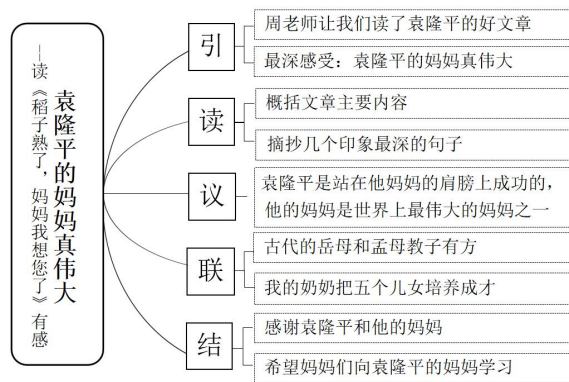 袁隆平的妈妈真伟大
—读《稻子熟了，妈妈我想您了》有感
引
周老师让我们读了袁隆平的好文章
最深感受：袁隆平的妈妈真伟大
读
概括文章主要内容
摘抄几个印象最深的句子
议
袁隆平是站在他妈妈的肩膀上成功的，
他的妈妈是世界上最伟大的妈妈之一
联
古代的岳母和孟母教子有方
我的奶奶把五个儿女培养成才
结
感谢袁隆平和他的妈妈
希望妈妈们向袁隆平的妈妈学习